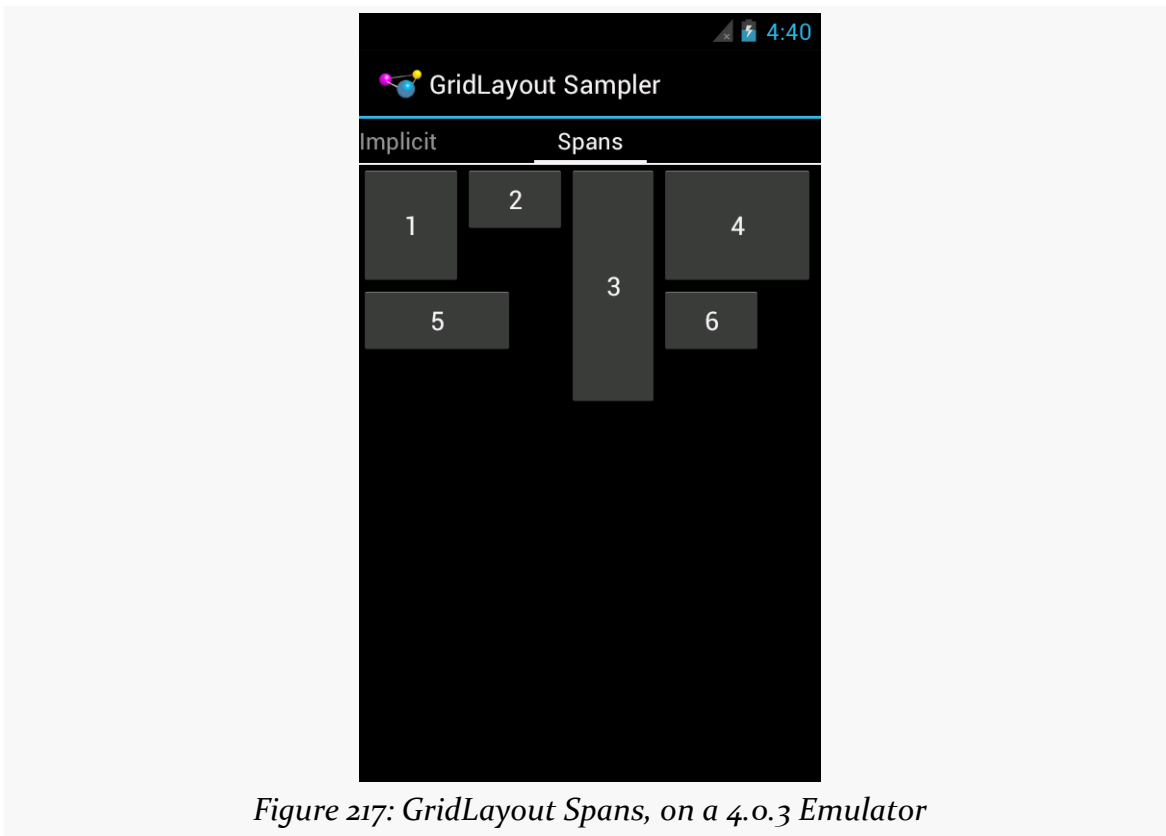 4:40
GridLayout Sampler
Implicit Spans
1 2 3 4
5 6
Figure 217: GridLayout Spans, on a 4.0.3 Emulator